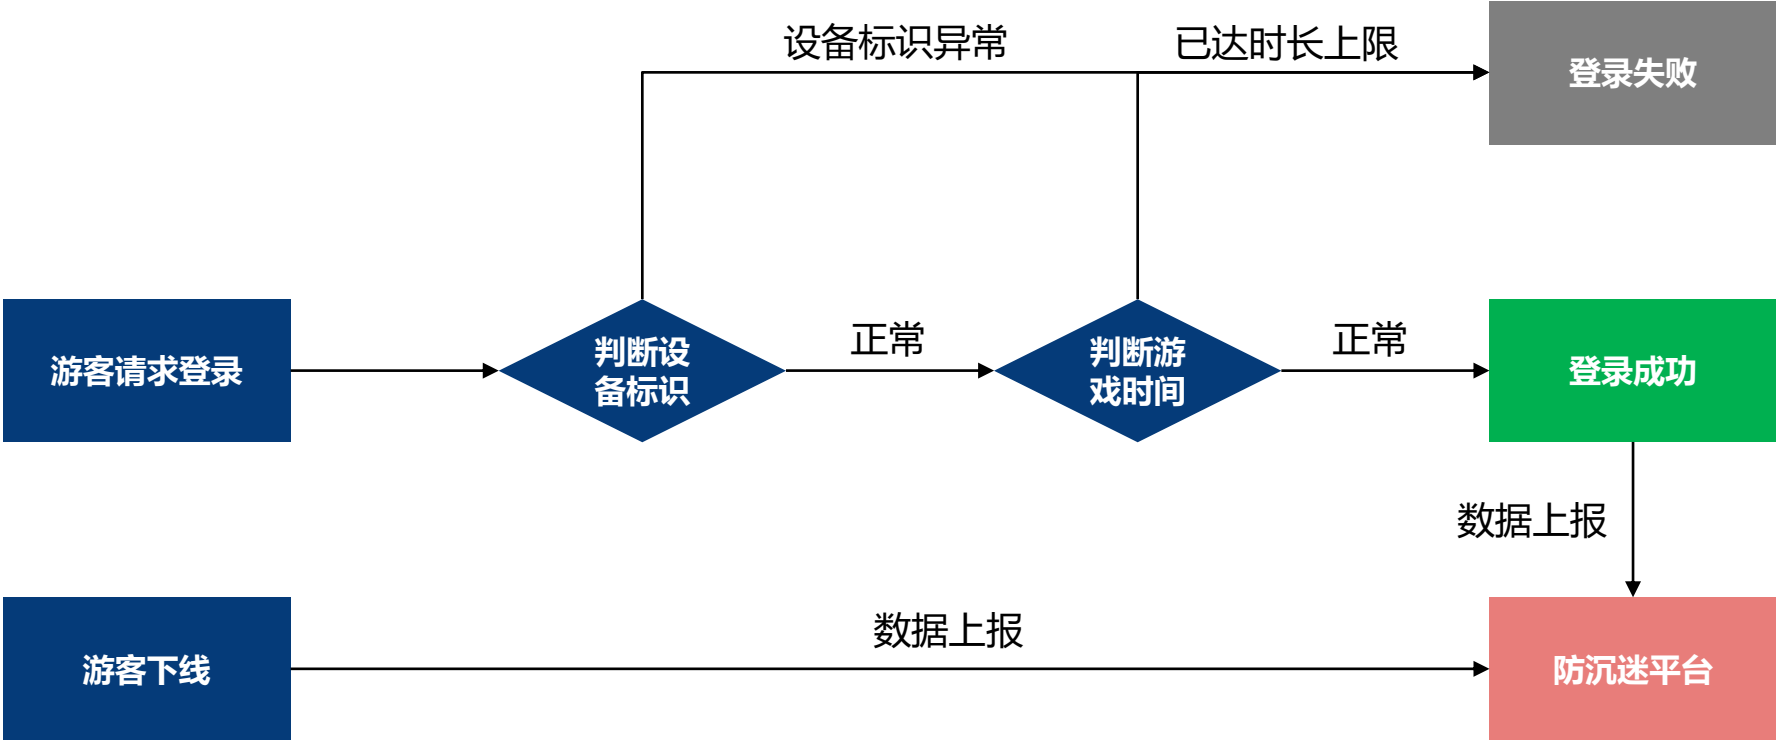 设备标识异常
已达时长上限
登录失败
游客请求登录
判断设
备标识
正常
判断游
戏时间
正常
登录成功
数据上报
游客下线
数据上报
防沉迷平台